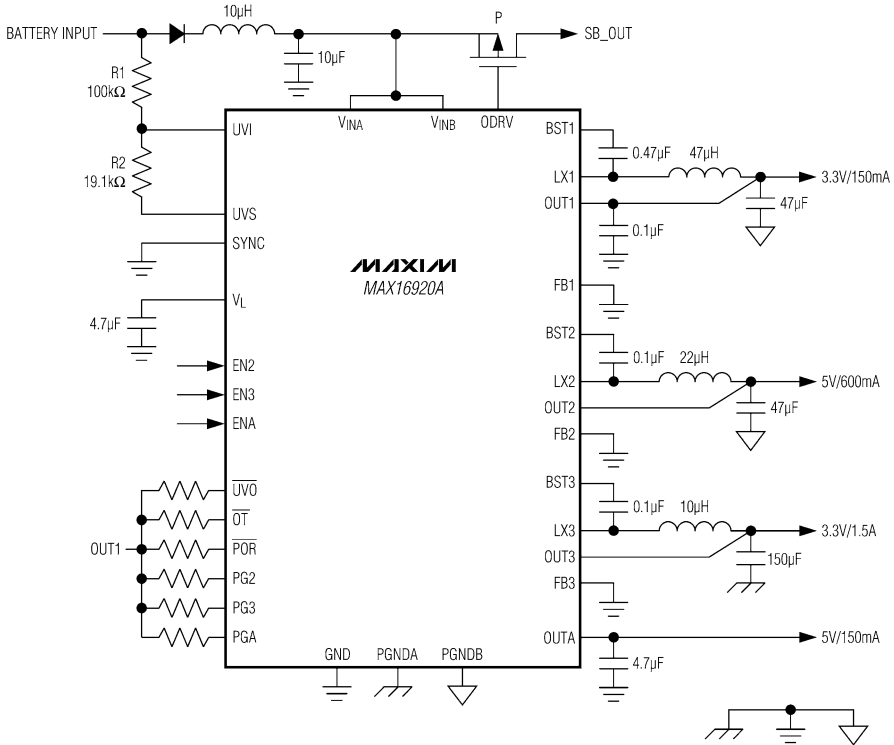 10µH
BATTERY INPUT
P
SB_OUT
10µF
R1
100kΩ
VINA
VINB
ODRV
UVI
BST1
0.47µF
47µH
R2
19.1kΩ
LX1
3.3V/150mA
OUT1
47µF
UVS
0.1µF
SYNC
MAXIM
MAX16920A
FB1
VL
4.7µF
BST2
0.1µF
22µH
EN2
LX2
5V/600mA
EN3
OUT2
47µF
ENA
FB2
UVO
BST3
0.1µF
10µH
OT
LX3
3.3V/1.5A
OUT1
POR
OUT3
150µF
PG2
FB3
PG3
PGA
OUTA
5V/150mA
GND
PGNDA
PGNDB
4.7µF